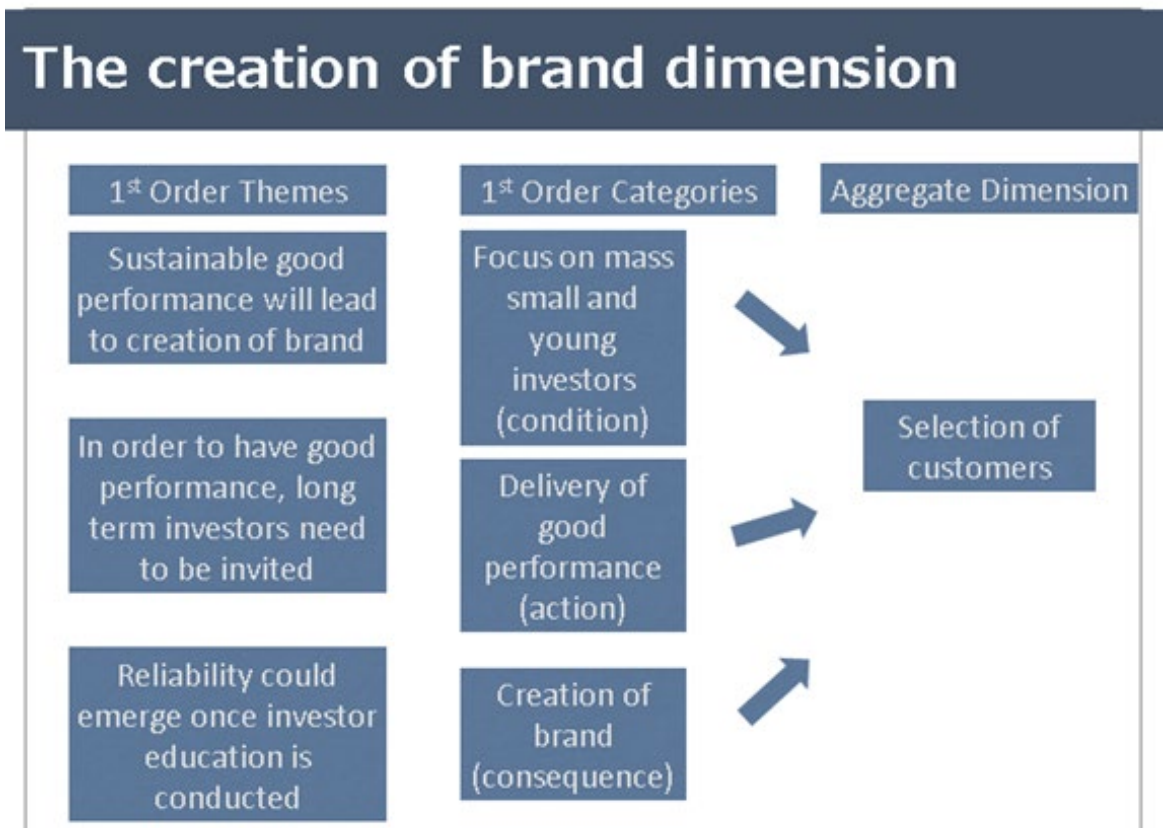 The creation of brand dimension
1st Order Themes
Sustainable good
performance will lead
to creation of brand
In order to have good
performance, long
term investors need
to be invited
Reliability could
emerge once investor
education is
conducted
1st Order Categories
Focus on mass
small and
young
investors
(condition)
Delivery of
good
performance
(action)
Creation of
brand
(consequence)
Aggregate Dimension
Selection of
customers